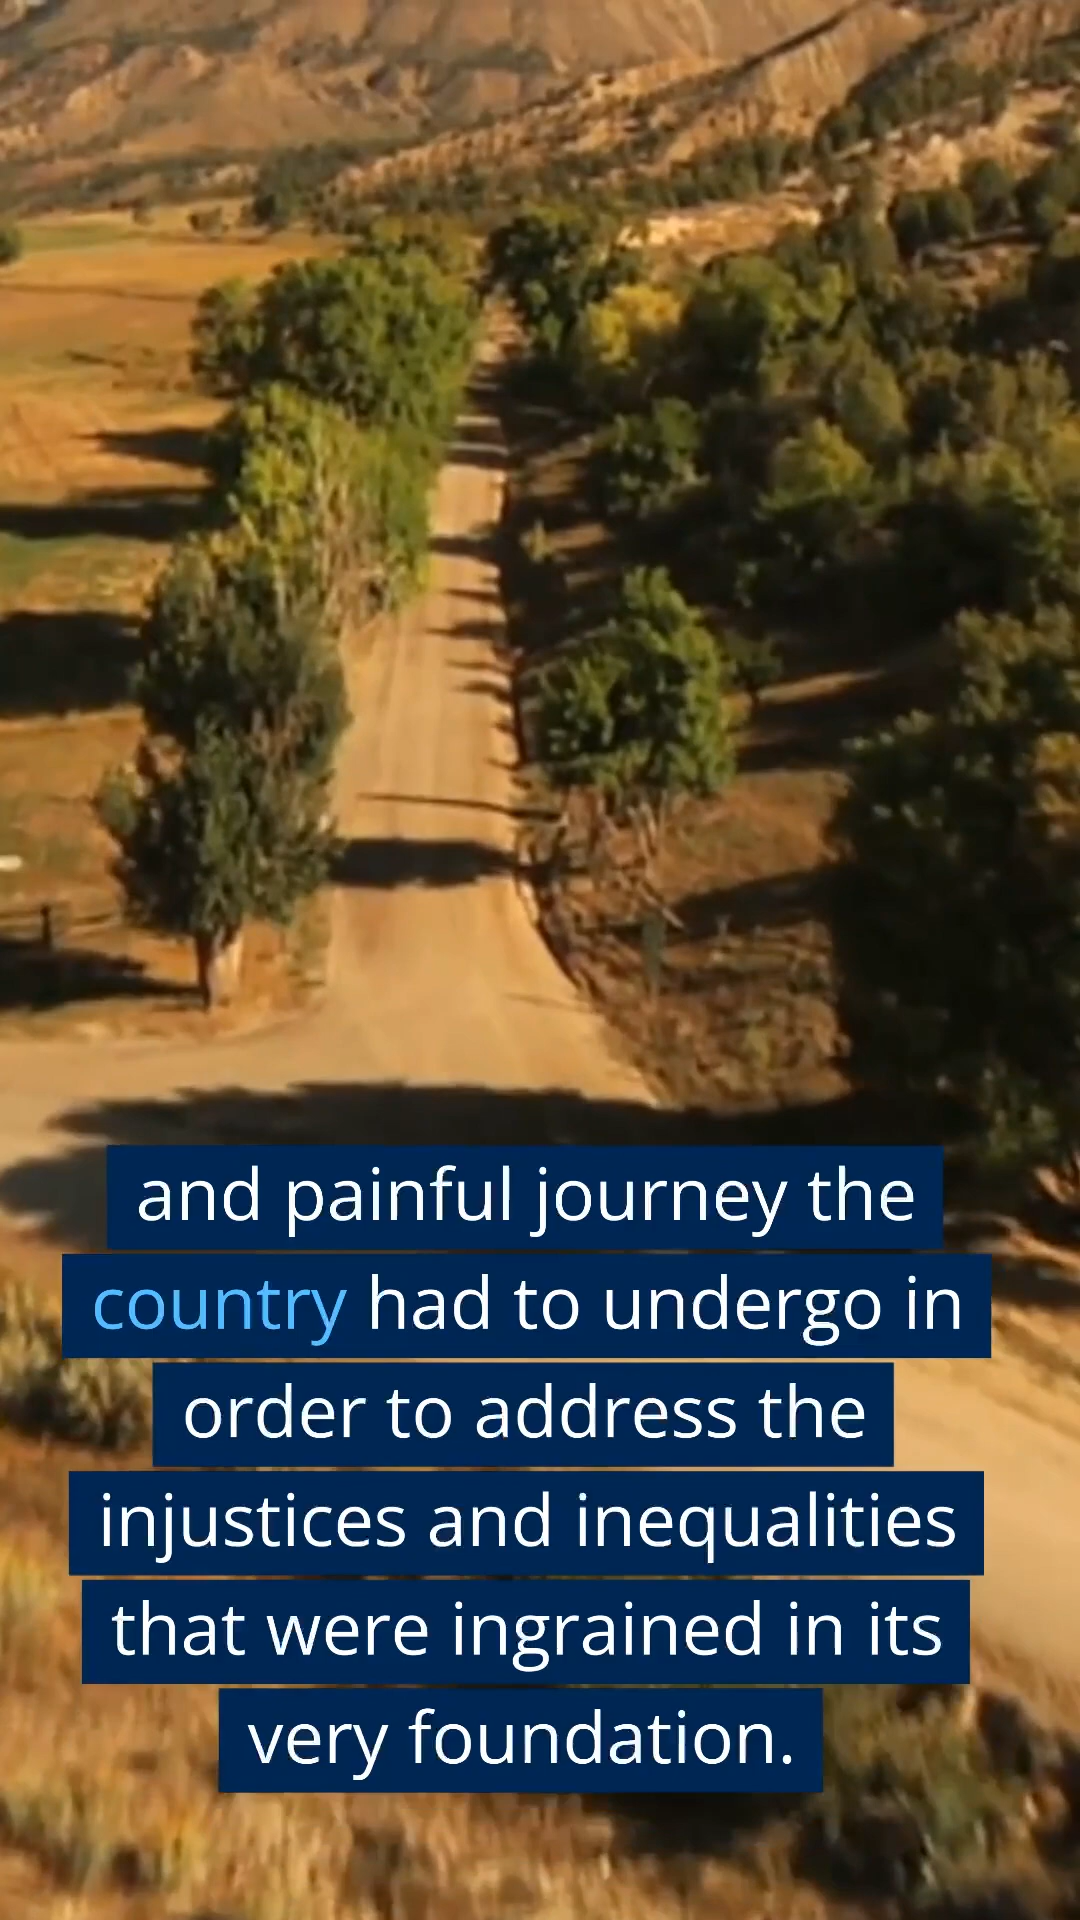 and painful journey the
country had to undergo in
order to address the
injustices and inequalities
that were ingrained in its
very foundation.